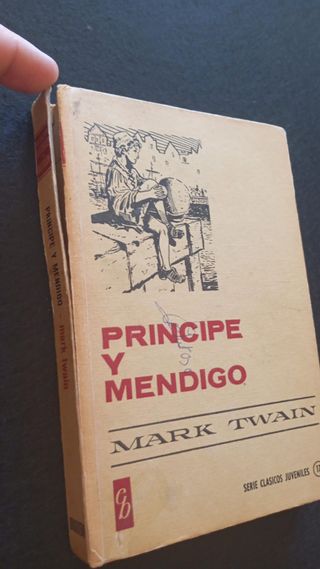 PRINCIPE
Y
MENDIGO
MARK TWAIN
SERIE CLASICOS JUVENILES
cb
PRINCIPE Y MENDIGO - mark twain